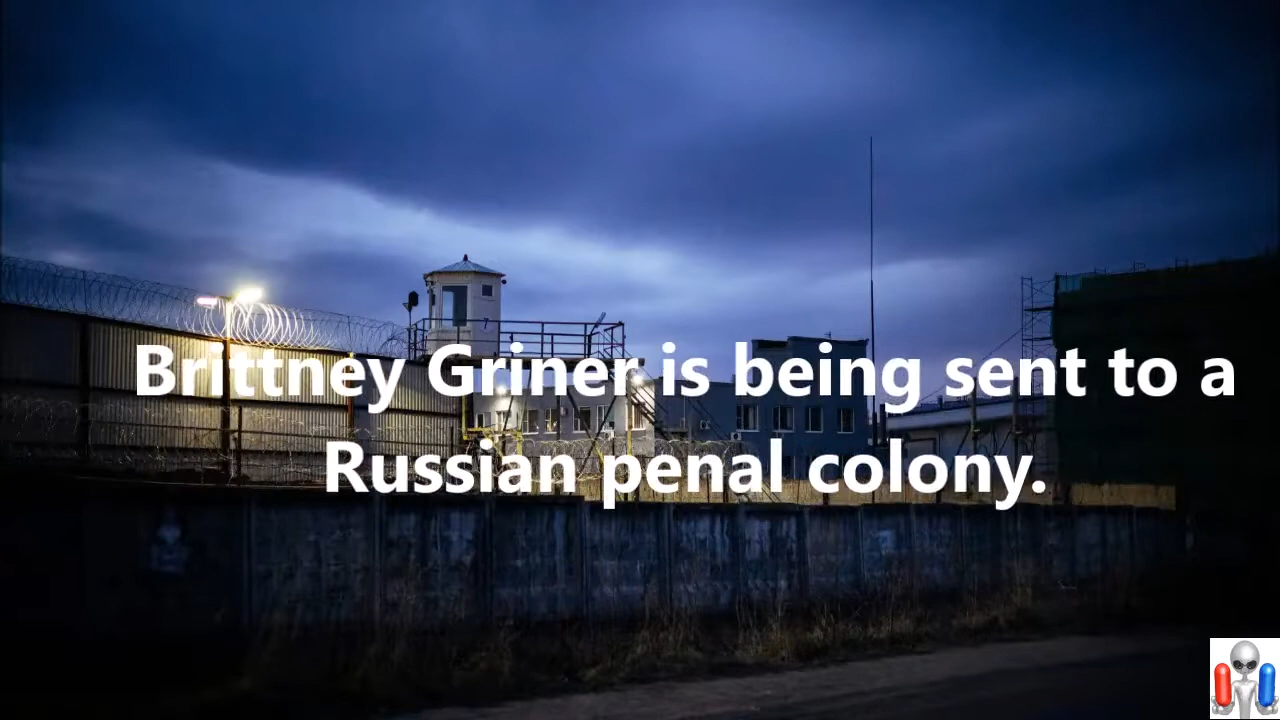 Brittney Griner is being sent to a
Russian penal colony.